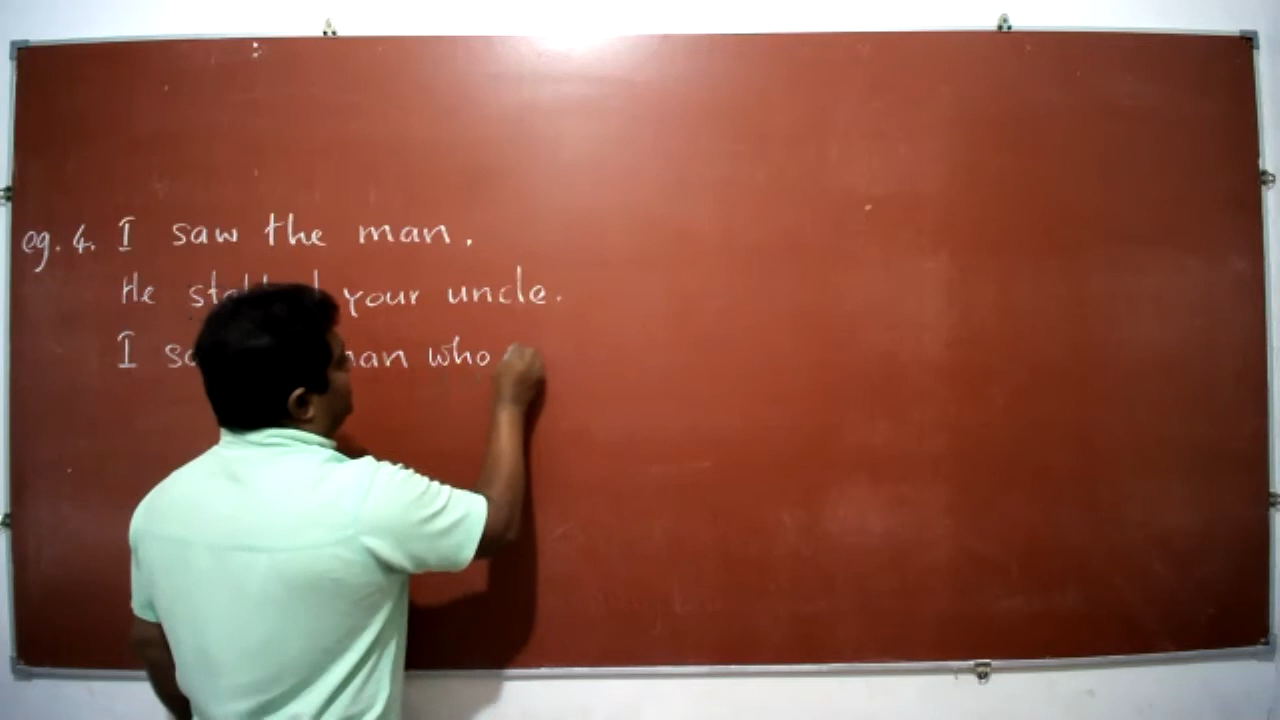 eg. 4. I saw the man.
He your uncle.
I man who